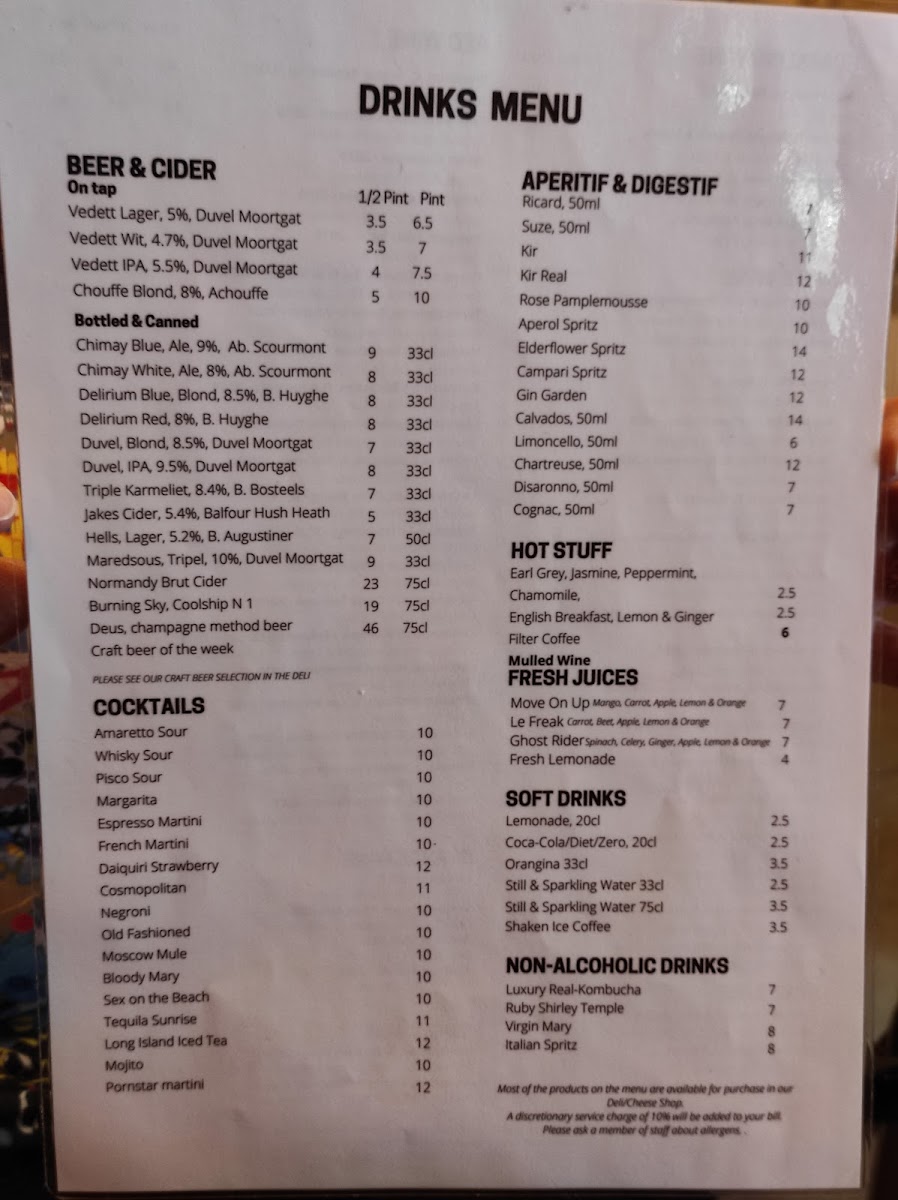 DRINKS MENU
BEER & CIDER
On tap 1/2 Pint Pint
Vedett Lager, 5%, Duvel Moortgat 3.5 6.5
Vedett Wit, 4.7%, Duvel Moortgat 3.5 7
Vedett IPA, 5.5%, Duvel Moortgat 4 7.5
Chouffe Blond, 8%, Achouffe 5 10
Bottled & Canned
Chimay Blue, Ale, 9%, Ab. Scourmont 9 33cl
Chimay White, Ale, 8%, Ab. Scourmont 8 33cl
Delirium Blue, Blond, 8.5%, B. Huyghe 8 33cl
Delirium Red, 8%, B. Huyghe 8 33cl
Duvel, Blond, 8.5%, Duvel Moortgat 7 33cl
Duvel, IPA, 9.5%, Duvel Moortgat 8 33cl
Triple Karmeliet, 8.4%, B. Bosteels 7 33cl
Jakes Cider, 5.4%, Balfour Hush Heath 5 33cl
Hells, Lager, 5.2%, B. Augustiner 7 50cl
Maredsous, Tripel, 10%, Duvel Moortgat 9 33cl
Normandy Brut Cider 23 75cl
Burning Sky, Coolship N 1 19 75cl
Deus, champagne method beer 46 75cl
Craft beer of the week
PLEASE SEE OUR CRAFT BEER SELECTION IN THE DELI
COCKTAILS
Amaretto Sour 10
Whisky Sour 10
Pisco Sour 10
Margarita 10
Espresso Martini 10
French Martini 10
Daiquiri Strawberry 12
Cosmopolitan 11
Negroni 10
Old Fashioned 10
Moscow Mule 10
Bloody Mary 10
Sex on the Beach 10
Tequila Sunrise 11
Long Island Iced Tea 12
Mojito 10
Pornstar martini 12
APERITIF & DIGESTIF
Ricard, 50ml 7
Suze, 50ml 7
Kir 11
Kir Real 12
Rose Pamplemousse 10
Aperol Spritz 10
Elderflower Spritz 14
Campari Spritz 12
Gin Garden 12
Calvados, 50ml 14
Limoncello, 50ml 6
Chartreuse, 50ml 12
Disaronno, 50ml 7
Cognac, 50ml 7
HOT STUFF
Earl Grey, Jasmine, Peppermint,
Chamomile, 2.5
English Breakfast, Lemon & Ginger 2.5
Filter Coffee 6
Mulled Wine
FRESH JUICES
Move On Up Mango, Carrot, Apple, Lemon & Orange 7
Le Freak Carrot, Beet, Apple, Lemon & Orange 7
Ghost Rider Spinach, Celery, Ginger, Apple, Lemon & Orange 7
Fresh Lemonade 4
SOFT DRINKS
Lemonade, 20cl 2.5
Coca-Cola/Diet/Zero, 20cl 2.5
Orangina 33cl 3.5
Still & Sparkling Water 33cl 2.5
Still & Sparkling Water 75cl 3.5
Shaken Ice Coffee 3.5
NON-ALCOHOLIC DRINKS
Luxury Real-Kombucha 7
Ruby Shirley Temple 7
Virgin Mary 8
Italian Spritz 8
Most of the products on the menu are available for purchase in our
Deli/Cheese Shop.
A discretionary service charge of 10% will be added to your bill.
Please ask a member of staff about allergens. .